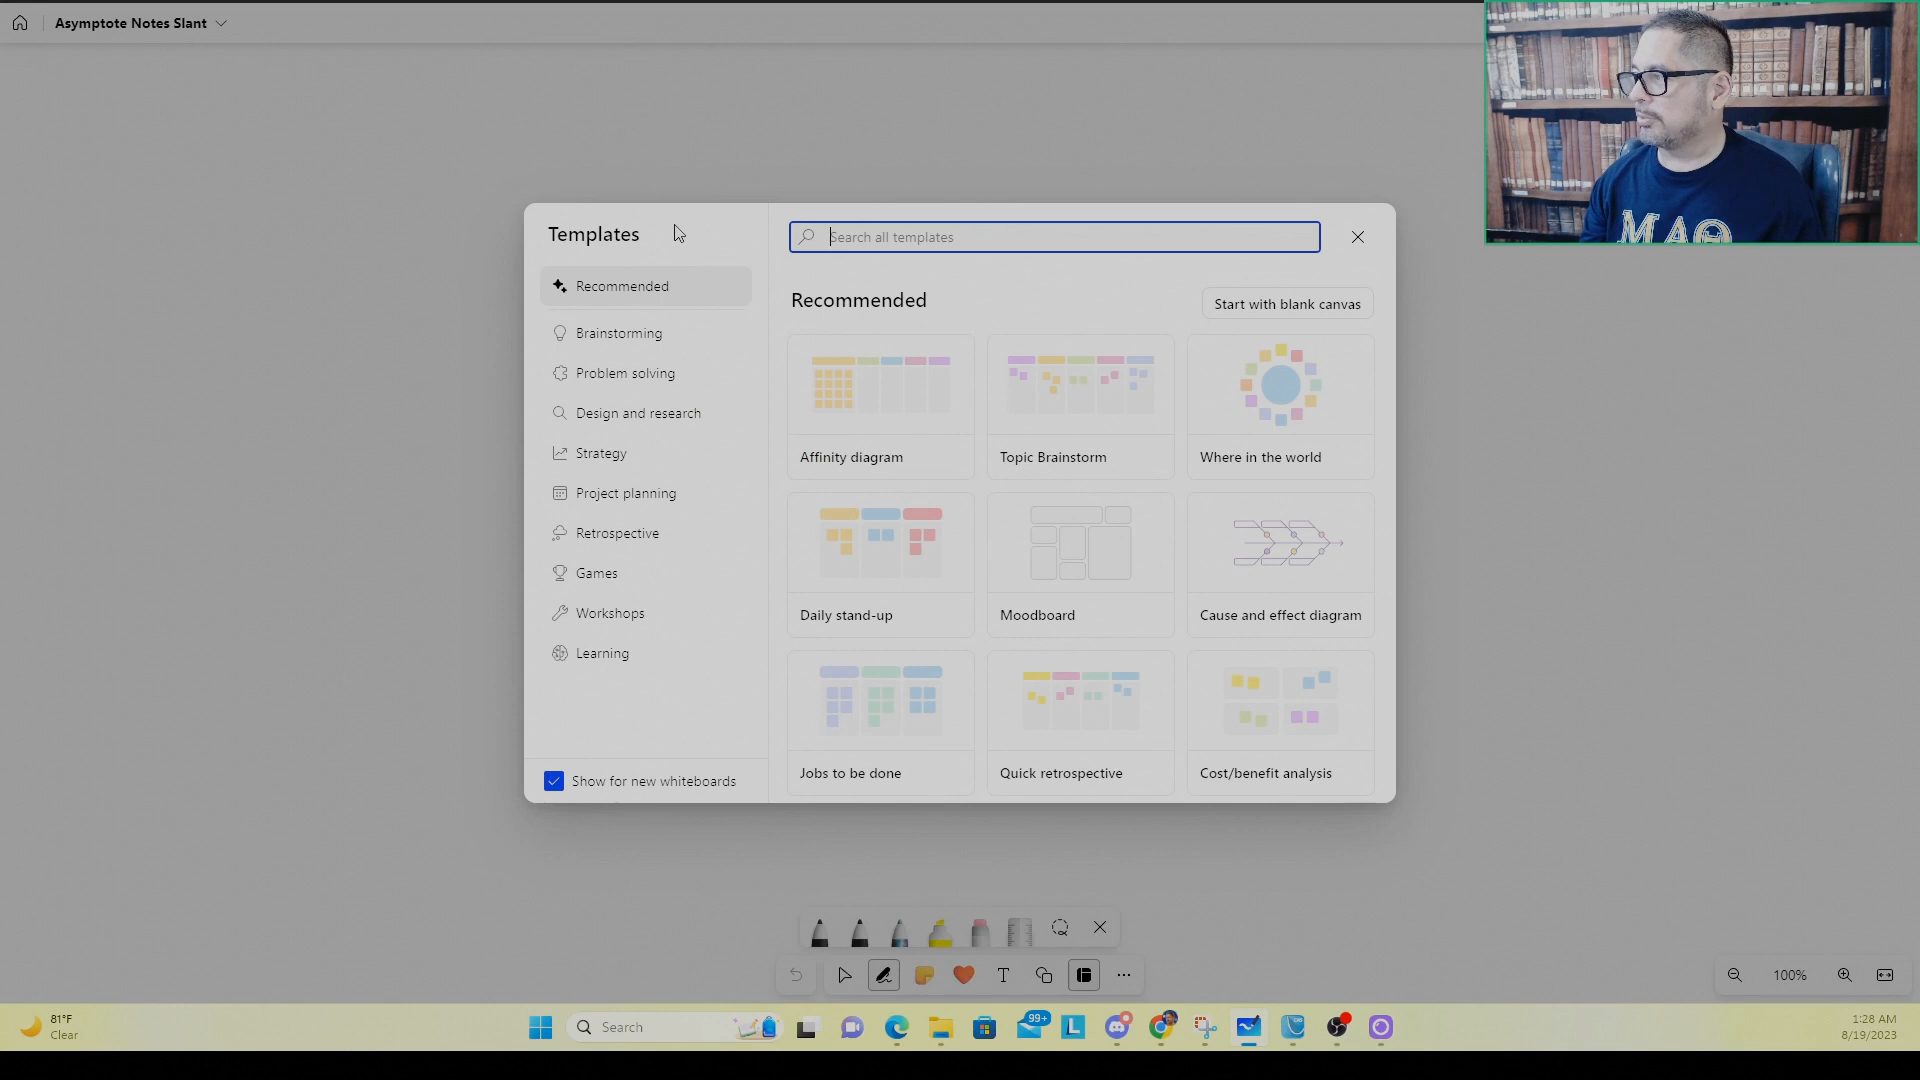 Asymptote Notes Slant
Templates
Search all templates
Recommended
Recommended
Start with blank canvas
Brainstorming
Problem solving
Design and research
Strategy
Project planning
Retrospective
Games
Workshops
Learning
Show for new whiteboards
Affinity diagram
Topic Brainstorm
Where in the world
Daily stand-up
Moodboard
Cause and effect diagram
Jobs to be done
Quick retrospective
Cost/benefit analysis
ΜΑΘ
T
100%
81°F
Clear
Search
99+
L
1:28 AM
8/19/2023